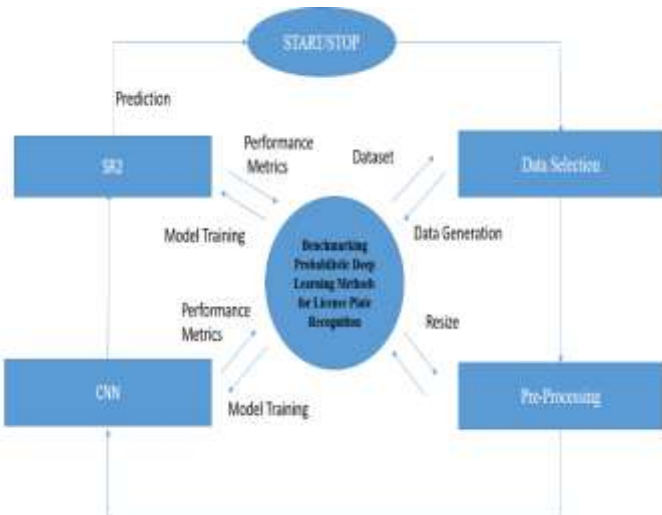 START/STOP
Prediction
SR2
Performance
Metrics
Dataset
Data Selection
Model Training
Data Generation
Benchmarking
Probabilistic Deep
Learning Methods
for License Plate
Recognition
Performance
Metrics
Resize
CNN
Model Training
Pre-Processing